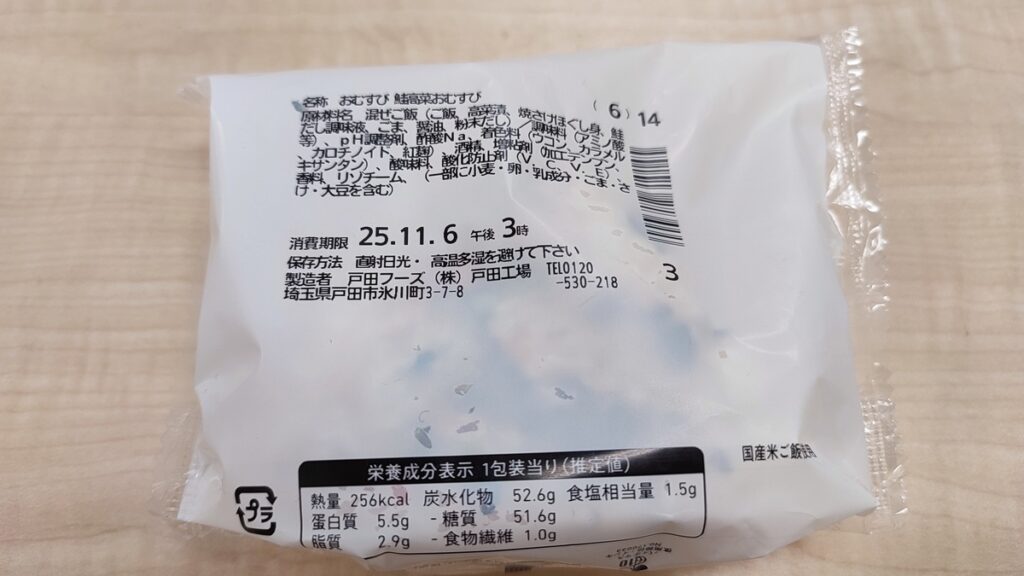 名称 おむすび 鮭高菜おむすび
原材料名 混ぜご飯(ご飯、高菜漬、焼さけほぐし身、鮭
だし調味液、ごま、醤油、粉末だし)/調味料(アミノ酸
等)、pH調整剤、酢酸Na、着色料(ウコン、カラメル
カロチノイド、紅麹)、酒精、増粘剤(加工デンプン、
キサンタン)、酸味料、酸化防止剤(V.C、V.E)、
香料、リゾチーム、(一部に小麦・卵・乳成分・ごま・さ
け・大豆を含む)
(6)14
消費期限 25.11.6 午後 3時
保存方法 直射日光・高温多湿を避けて下さい
製造者 戸田フーズ(株)戸田工場 TEL0120
-530-218
埼玉県戸田市氷川町3-7-8
3
国産米ご飯使用
栄養成分表示 1包装当り(推定値)
熱量 256kcal 炭水化物 52.6g 食塩相当量 1.5g
蛋白質 5.5g -糖質 51.6g
脂質 2.9g -食物繊維 1.0g
プラ